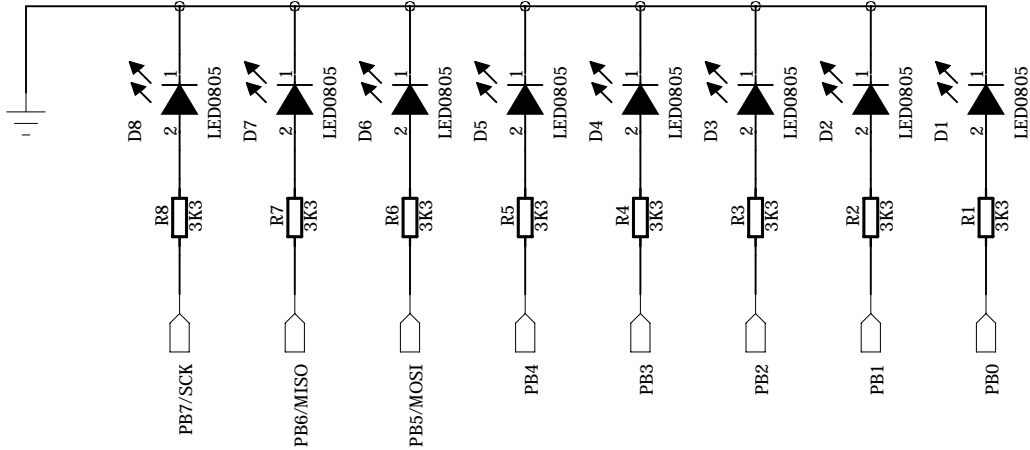 1
2
D8
LED0805
R8
3K3
PB7/SCK
1
2
D7
LED0805
R7
3K3
PB6/MISO
1
2
D6
LED0805
R6
3K3
PB5/MOSI
1
2
D5
LED0805
R5
3K3
PB4
1
2
D4
LED0805
R4
3K3
PB3
1
2
D3
LED0805
R3
3K3
PB2
1
2
D2
LED0805
R2
3K3
PB1
1
2
D1
LED0805
R1
3K3
PB0